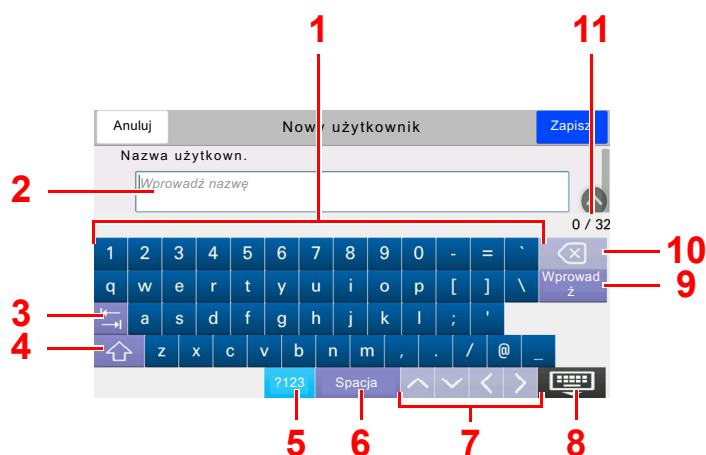 1 11
Anuluj Nowy użytkownik Zapisz
Nazwa użytkown.
2 Wprowadź nazwę
0 / 32
1 2 3 4 5 6 7 8 9 0 - = ` 10
q w e r t y u i o p [ ] \ Wprowad
ź 9
3 a s d f g h j k l ; '
4 z x c v b n m , . / @ _
?123 Spacja
5 6 7 8